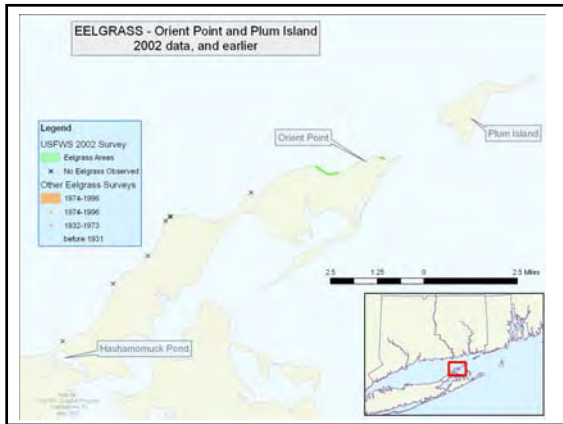 EELGRASS - Orient Point and Plum Island
2002 data, and earlier
Legend
USFWS 2002 Survey
Eelgrass Areas
No Eelgrass Observed
Other Eelgrass Surveys
1974-1996
1974-1996
1932-1973
before 1931
Orient Point
Plum Island
2.5 1.25 0 2.5 Miles
Hashamomuck Pond